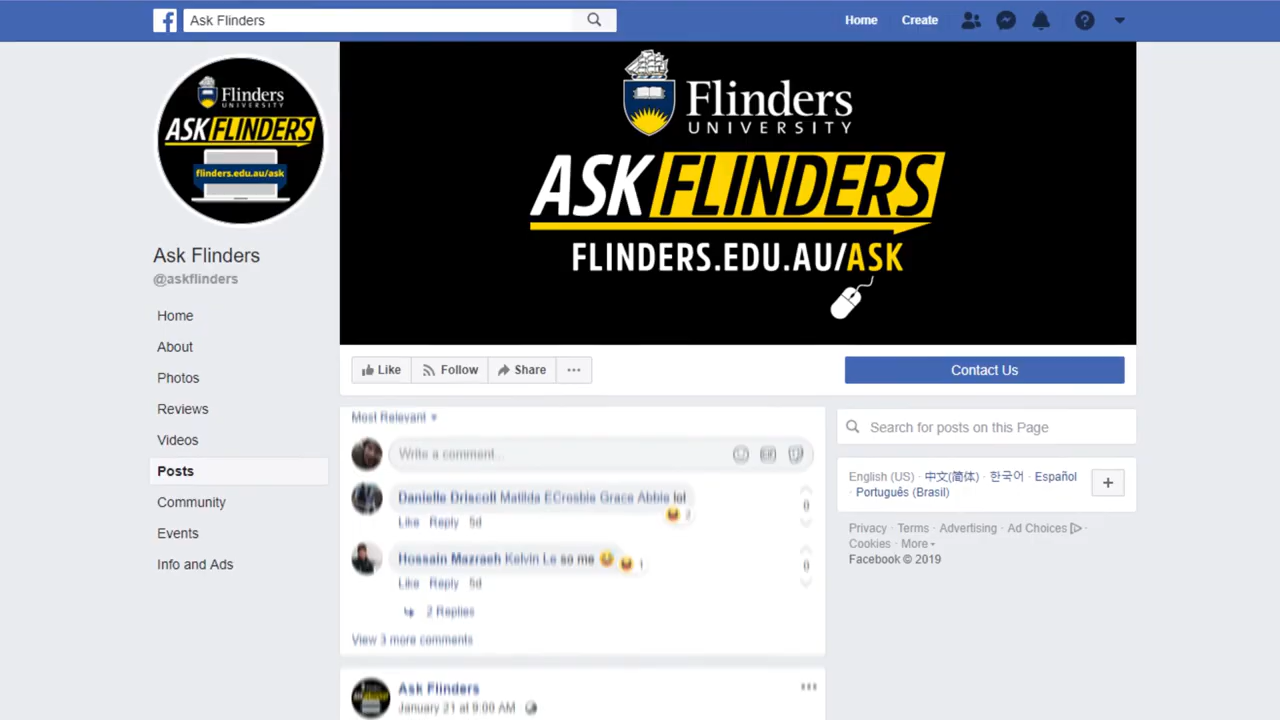 Ask Flinders
Home
Create
Flinders
UNIVERSITY
ASK FLINDERS
flinders.edu.au/ask
Flinders
UNIVERSITY
ASK FLINDERS
FLINDERS.EDU.AU/ASK
Ask Flinders
@askflinders
Home
About
Photos
Reviews
Videos
Posts
Community
Events
Info and Ads
Like
Follow
Share
Contact Us
Most Relevant
Write a comment...
Danielle Driscoll Matilda ECrosbie Grace Abbie lol
2
Like Reply 5d
0
Hossain Mazraeh Kelvin Le so me
1
Like Reply 5d
0
2 Replies
View 3 more comments
Ask Flinders
January 21 at 9:00 AM
Search for posts on this Page
English (US) · 中文(简体) · 한국어 · Español
· Português (Brasil)
Privacy · Terms · Advertising · Ad Choices ·
Cookies · More
Facebook © 2019